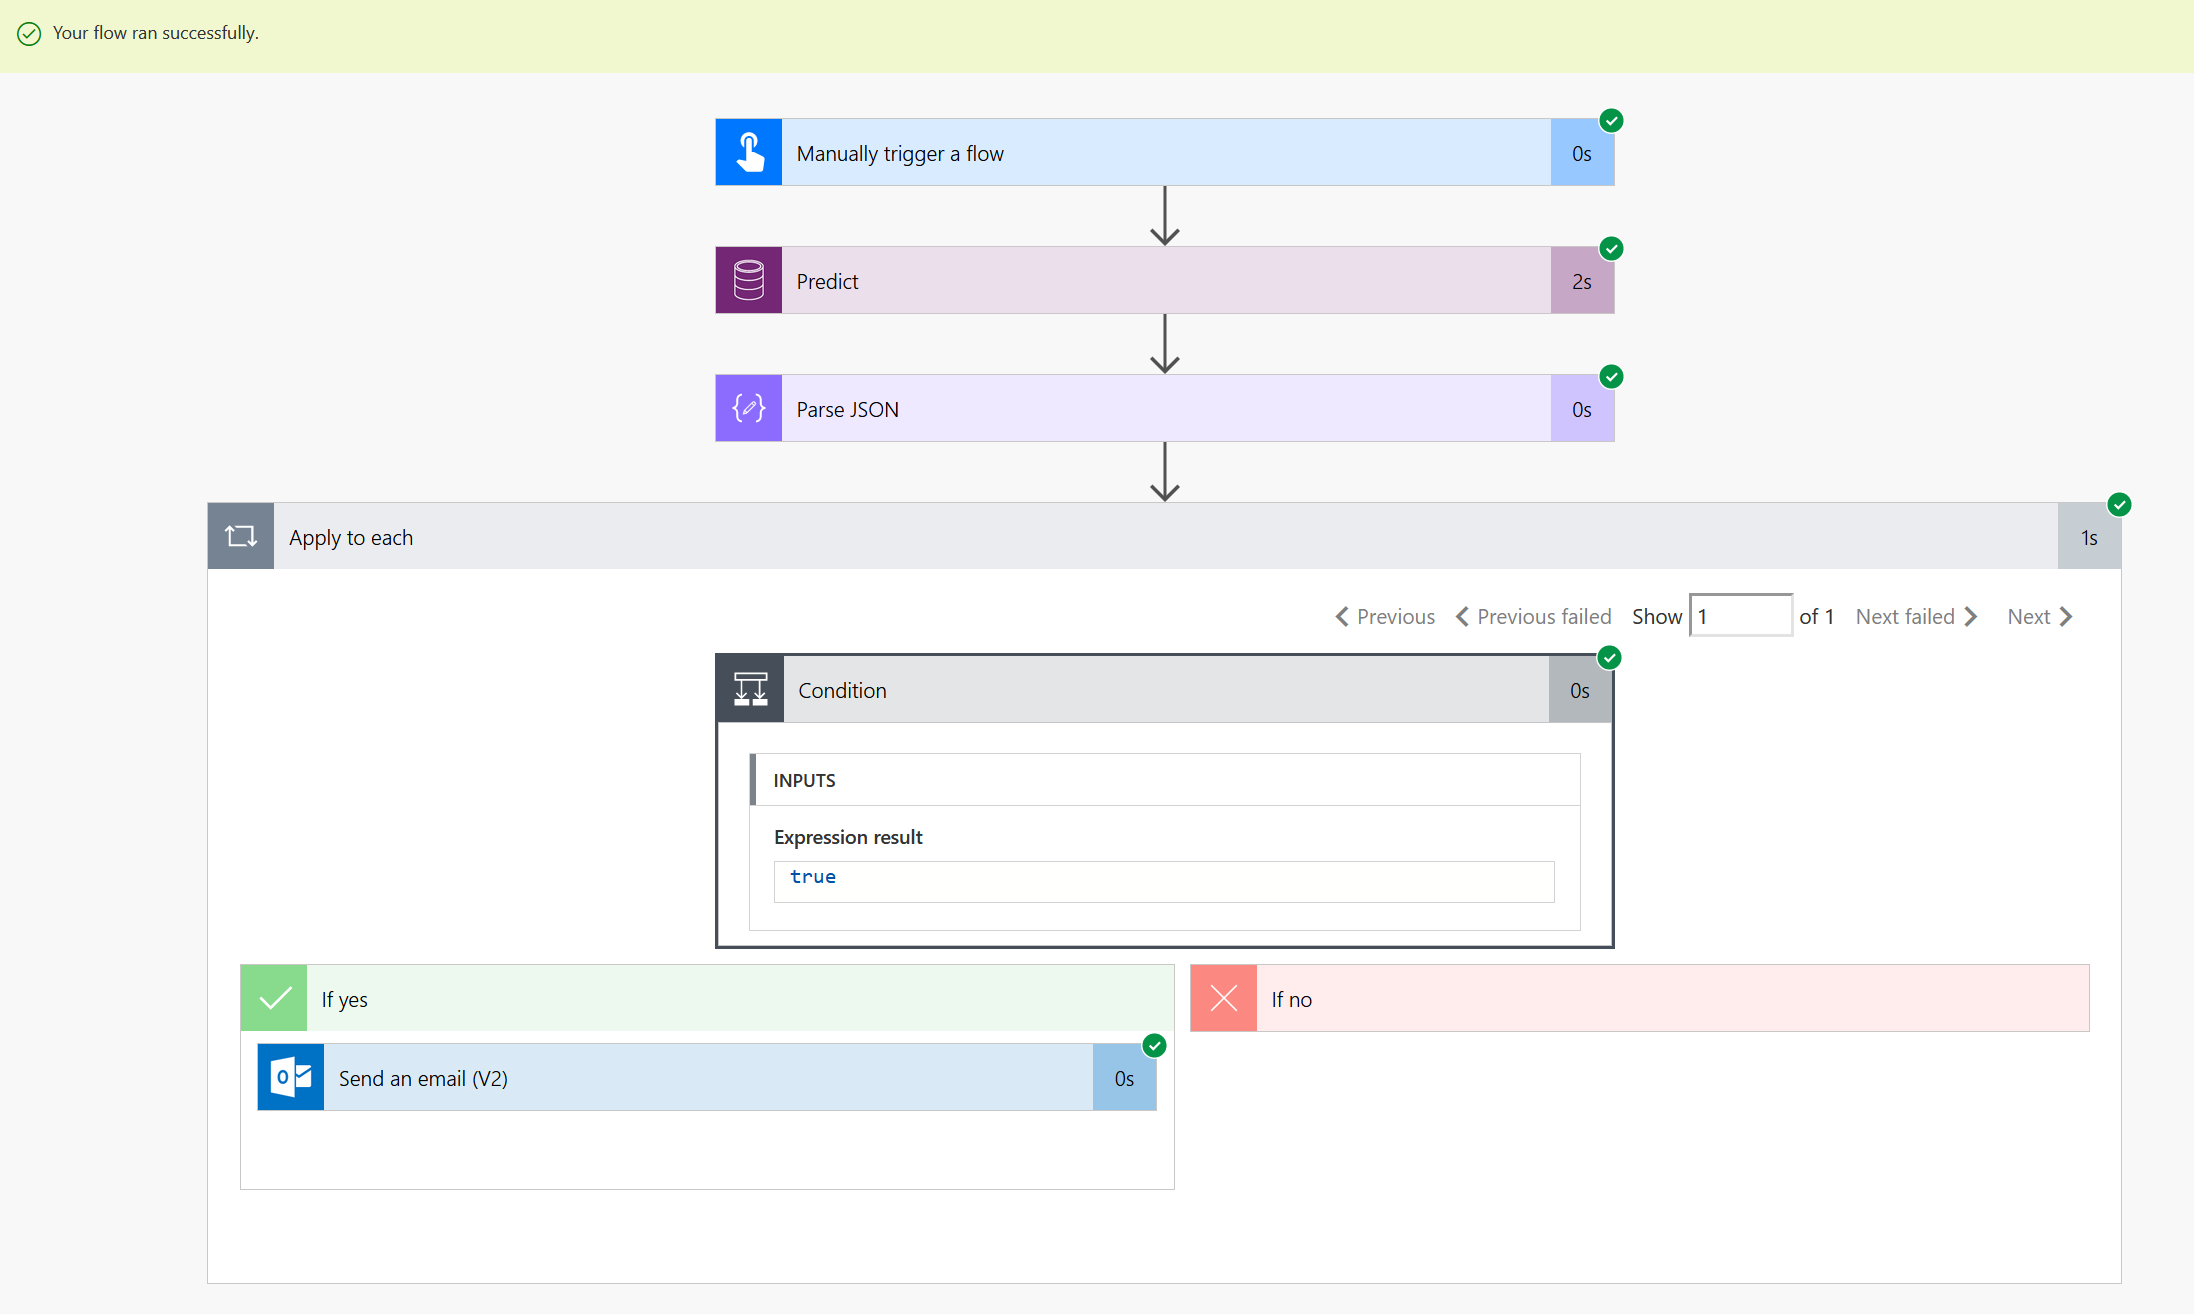 Your flow ran successfully.
Manually trigger a flow 0s
Predict 2s
Parse JSON 0s
Apply to each 1s
Previous Previous failed Show 1 of 1 Next failed Next
Condition 0s
INPUTS
Expression result
true
If yes
If no
Send an email (V2) 0s